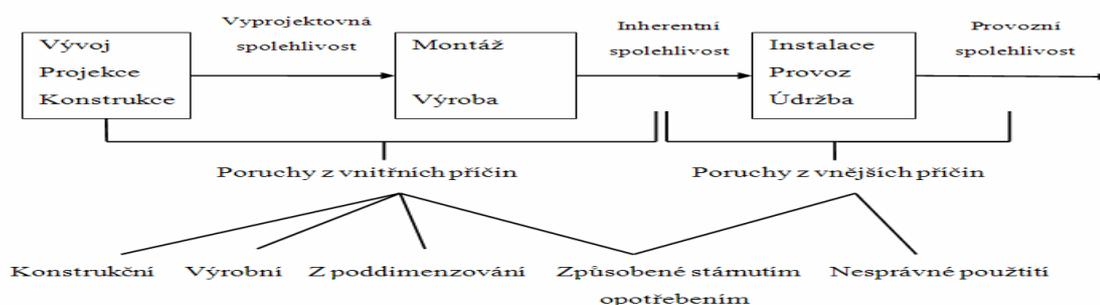 Vyprojektovná
spolehlivost
Inherentní
spolehlivost
Provozní
spolehlivost
Vývoj
Projekce
Konstrukce
Montáž
Výroba
Instalace
Provoz
Údržba
Poruchy z vnitřních příčin
Poruchy z vnějších příčin
Konstrukční
Výrobní
Z poddimenzování
Způsobené stárnutím
opotřebením
Nesprávné použtití